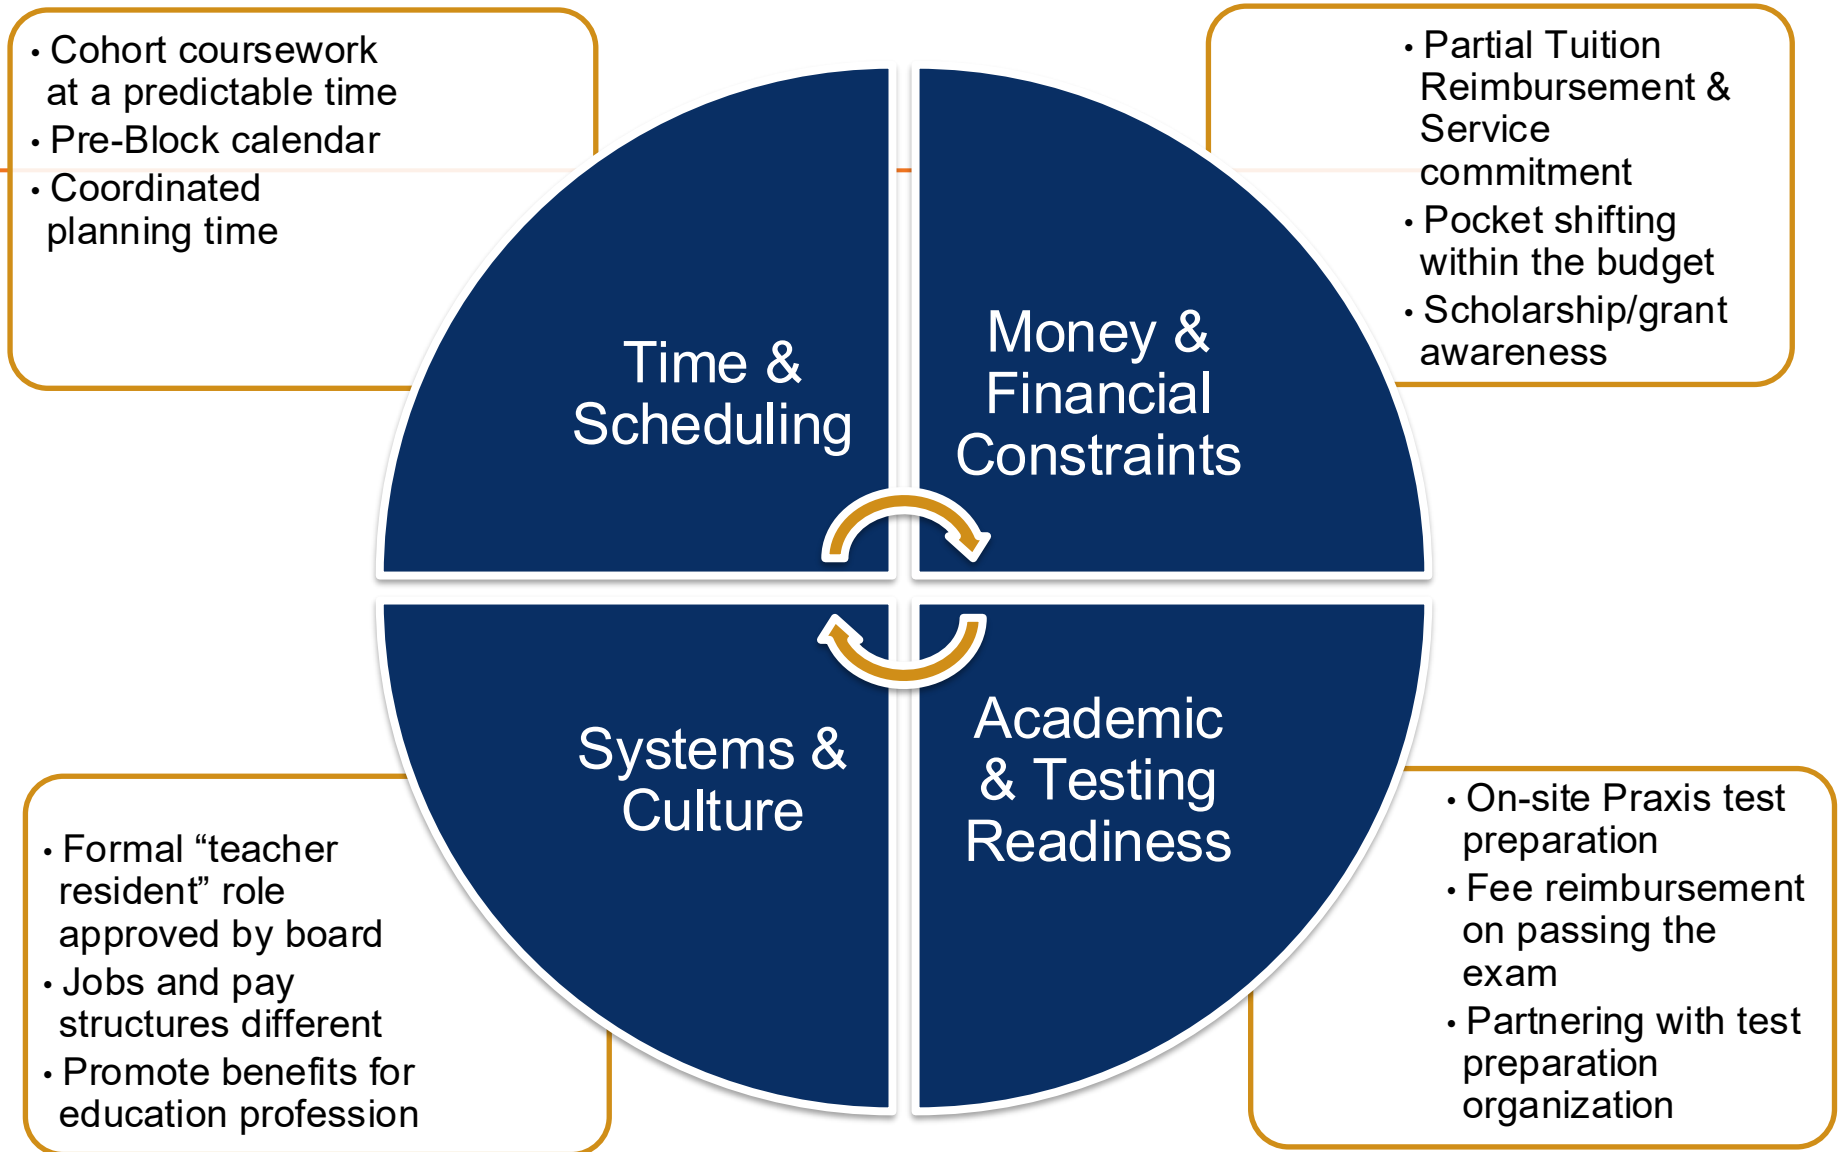 • Cohort coursework
at a predictable time
• Pre-Block calendar
• Coordinated
planning time
• Partial Tuition
Reimbursement &
Service
commitment
• Pocket shifting
within the budget
• Scholarship/grant
awareness
Time &
Scheduling
Money &
Financial
Constraints
Systems &
Culture
Academic
& Testing
Readiness
• Formal “teacher
resident” role
approved by board
• Jobs and pay
structures different
• Promote benefits for
education profession
• On-site Praxis test
preparation
• Fee reimbursement
on passing the
exam
• Partnering with test
preparation
organization